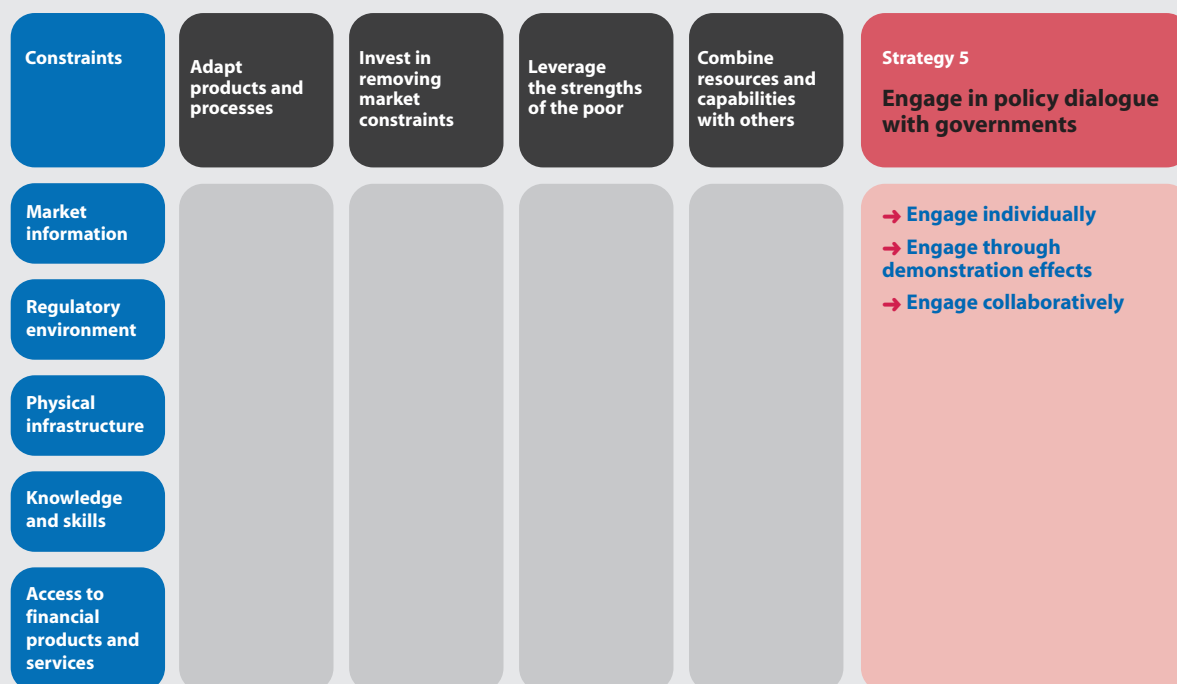 Constraints
Adapt
products and
processes
Invest in
removing
market
constraints
Leverage
the strengths
of the poor
Combine
resources and
capabilities
with others
Strategy 5
Engage in policy dialogue
with governments
Market
information
Regulatory
environment
Physical
infrastructure
Knowledge
and skills
Access to
financial
products and
services
➔ Engage individually
➔ Engage through
demonstration effects
➔ Engage collaboratively